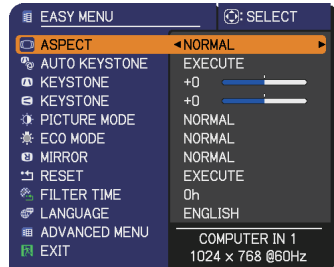 EASY MENU : SELECT
ASPECT NORMAL
AUTO KEYSTONE EXECUTE
KEYSTONE +0
KEYSTONE +0
PICTURE MODE NORMAL
ECO MODE NORMAL
MIRROR NORMAL
RESET EXECUTE
FILTER TIME 0h
LANGUAGE ENGLISH
ADVANCED MENU
EXIT
COMPUTER IN 1
1024 x 768 @60Hz